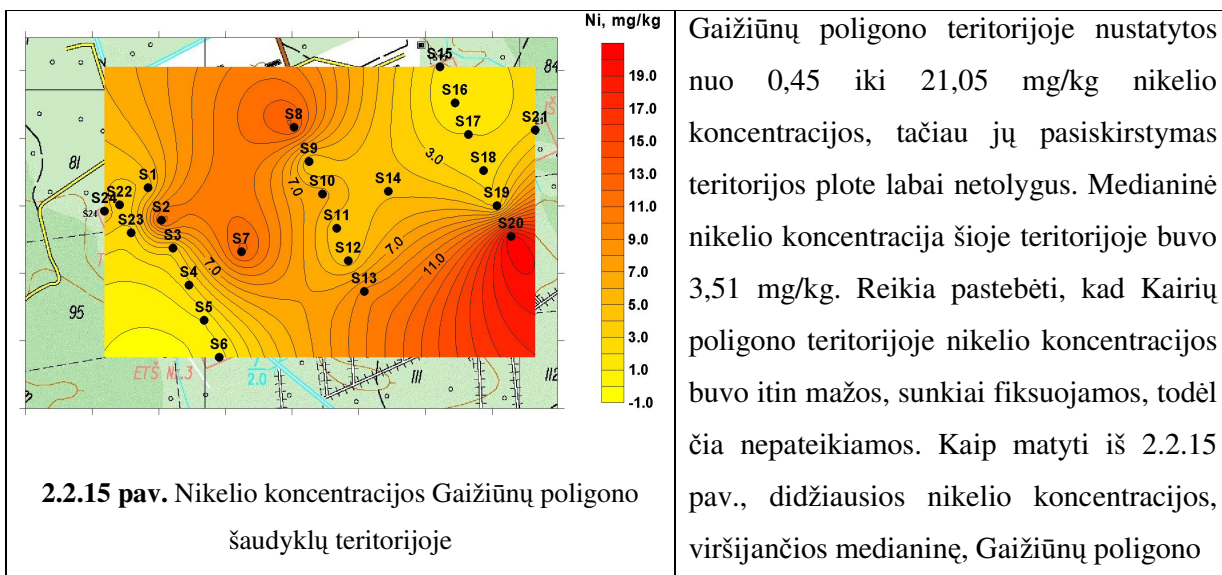 Ni, mg/kg
19.0
17.0
15.0
13.0
11.0
9.0
7.0
5.0
3.0
1.0
-1.0
S15
84
S16
S8
S17
S21
S9
3.0
S18
81
S1
7.0
S10
S14
S22
S24
S24
S2
S19
S23
S11
S20
S3
S7
S12
7.0
7.0
11.0
S4
S13
95
S5
S6
ETŠ NL.3
2.0
111
112
2.2.15 pav. Nikelio koncentracijos Gaižiūnų poligono
šaudyklų teritorijoje
Gaižiūnų poligono teritorijoje nustatytos
nuo 0,45 iki 21,05 mg/kg nikelio
koncentracijos, tačiau jų pasiskirstymas
teritorijos plote labai netolygus. Medianinė
nikelio koncentracija šioje teritorijoje buvo
3,51 mg/kg. Reikia pastebėti, kad Kairių
poligono teritorijoje nikelio koncentracijos
buvo itin mažos, sunkiai fiksuojamos, todėl
čia nepateikiamos. Kaip matyti iš 2.2.15
pav., didžiausios nikelio koncentracijos,
viršijančios medianinę, Gaižiūnų poligono